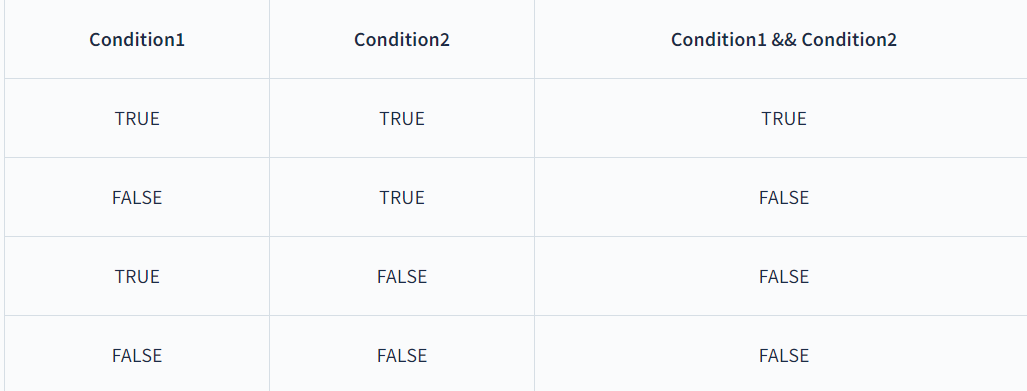 Condition1 Condition2 Condition1 && Condition2
TRUE TRUE TRUE
FALSE TRUE FALSE
TRUE FALSE FALSE
FALSE FALSE FALSE